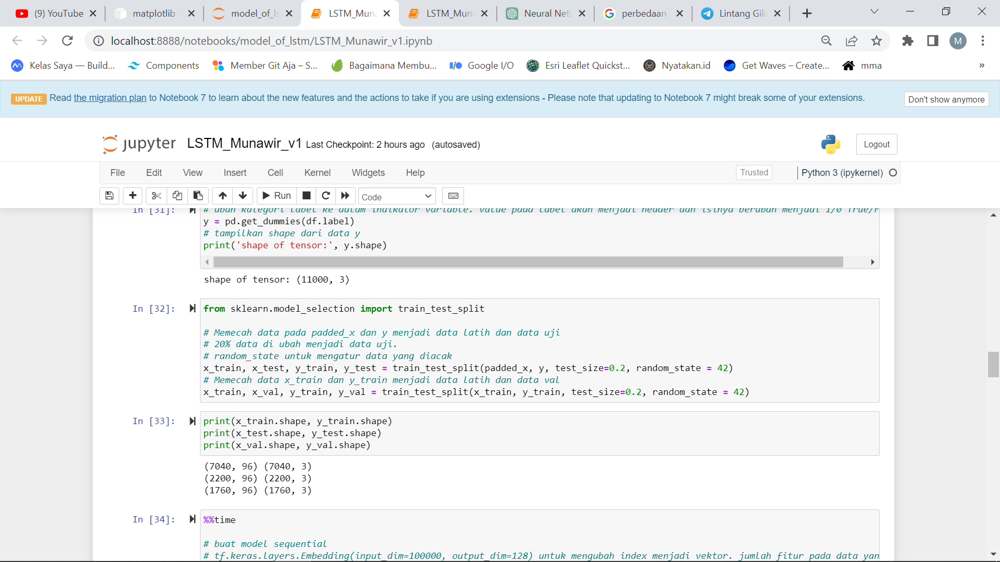 (9) YouTube
matplotlib
model_of_ls
LSTM_Mun
LSTM_Mun
Neural Net
perbedaan
Lintang Gila
localhost:8888/notebooks/model_of_lstm/LSTM_Munawir_v1.ipynb
M
Kelas Saya — Build...
Components
Member Git Aja – S...
Bagaimana Membu...
Google I/O
Esri Leaflet Quickst...
Nyatakan.id
Get Waves – Create...
mma
»
UPDATE Read the migration plan to Notebook 7 to learn about the new features and the actions to take if you are using extensions - Please note that updating to Notebook 7 might break some of your extensions.
Don't show anymore
jupyter LSTM_Munawir_v1 Last Checkpoint: 2 hours ago (autosaved)
Logout
File Edit View Insert Cell Kernel Widgets Help
Trusted
Python 3 (ipykernel)
Run
Code
In [31]: # ubah kategori label ke dalam indikator variable. value pada label akan menjadi header dan isinya berubah menjadi 1/0 True/F
y = pd.get_dummies(df.label)
# tampilkan shape dari data y
print('shape of tensor:', y.shape)
shape of tensor: (11000, 3)
In [32]: from sklearn.model_selection import train_test_split
# Memecah data pada padded_x dan y menjadi data latih dan data uji
# 20% data di ubah menjadi data uji.
# random_state untuk mengatur data yang diacak
x_train, x_test, y_train, y_test = train_test_split(padded_x, y, test_size=0.2, random_state = 42)
# Memecah data x_train dan y_train menjadi data latih dan data val
x_train, x_val, y_train, y_val = train_test_split(x_train, y_train, test_size=0.2, random_state = 42)
In [33]: print(x_train.shape, y_train.shape)
print(x_test.shape, y_test.shape)
print(x_val.shape, y_val.shape)
(7040, 96) (7040, 3)
(2200, 96) (2200, 3)
(1760, 96) (1760, 3)
In [34]: %%time
# buat model sequential
# tf.keras.layers.Embedding(input_dim=100000, output_dim=128) untuk mengubah index menjadi vektor. jumlah fitur pada data yan